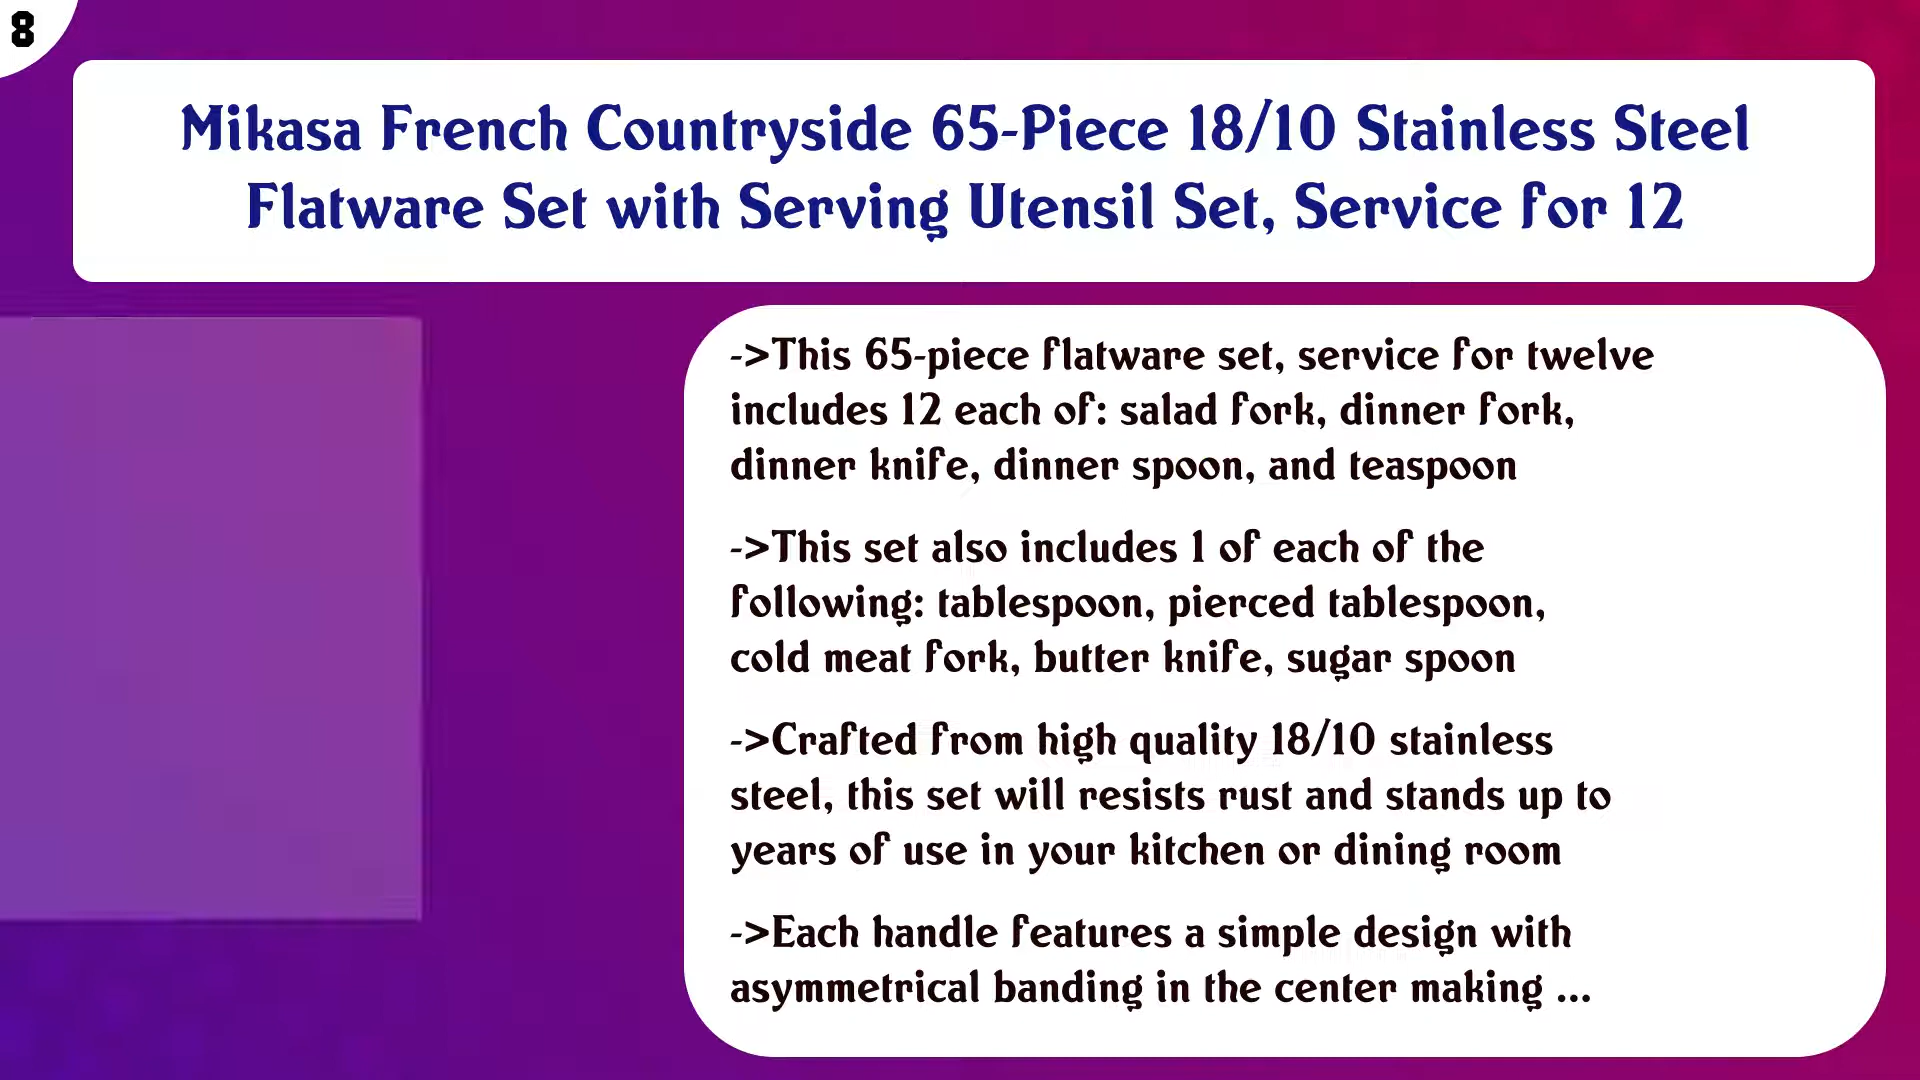 8
Mikasa French Countryside 65-Piece 18/10 Stainless Steel
Flatware Set with Serving Utensil Set, Service for 12
->This 65-piece flatware set, service for twelve
includes 12 each of: salad fork, dinner fork,
dinner knife, dinner spoon, and teaspoon
->This set also includes 1 of each of the
following: tablespoon, pierced tablespoon,
cold meat fork, butter knife, sugar spoon
->Crafted from high quality 18/10 stainless
steel, this set will resists rust and stands up to
years of use in your kitchen or dining room
->Each handle features a simple design with
asymmetrical banding in the center making ...